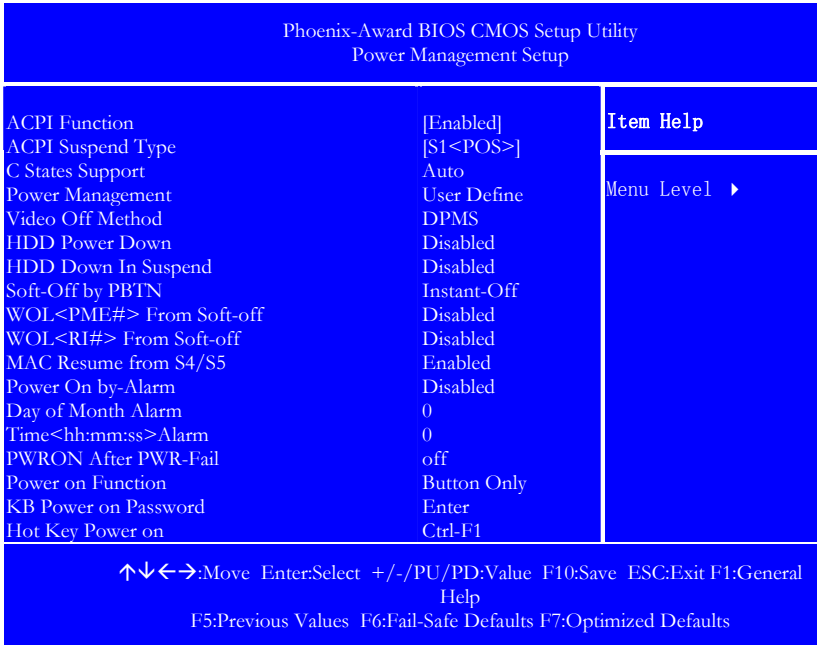 Phoenix-Award BIOS CMOS Setup Utility
Power Management Setup
ACPI Function [Enabled]
ACPI Suspend Type [S1<POS>]
C States Support Auto
Power Management User Define
Video Off Method DPMS
HDD Power Down Disabled
HDD Down In Suspend Disabled
Soft-Off by PBTN Instant-Off
WOL<PME#> From Soft-off Disabled
WOL<RI#> From Soft-off Disabled
MAC Resume from S4/S5 Enabled
Power On by-Alarm Disabled
Day of Month Alarm 0
Time<hh:mm:ss>Alarm 0
PWRON After PWR-Fail off
Power on Function Button Only
KB Power on Password Enter
Hot Key Power on Ctrl-F1
Item Help
Menu Level ▸
↑↓←→:Move Enter:Select +/-/PU/PD:Value F10:Save ESC:Exit F1:General
Help
F5:Previous Values F6:Fail-Safe Defaults F7:Optimized Defaults